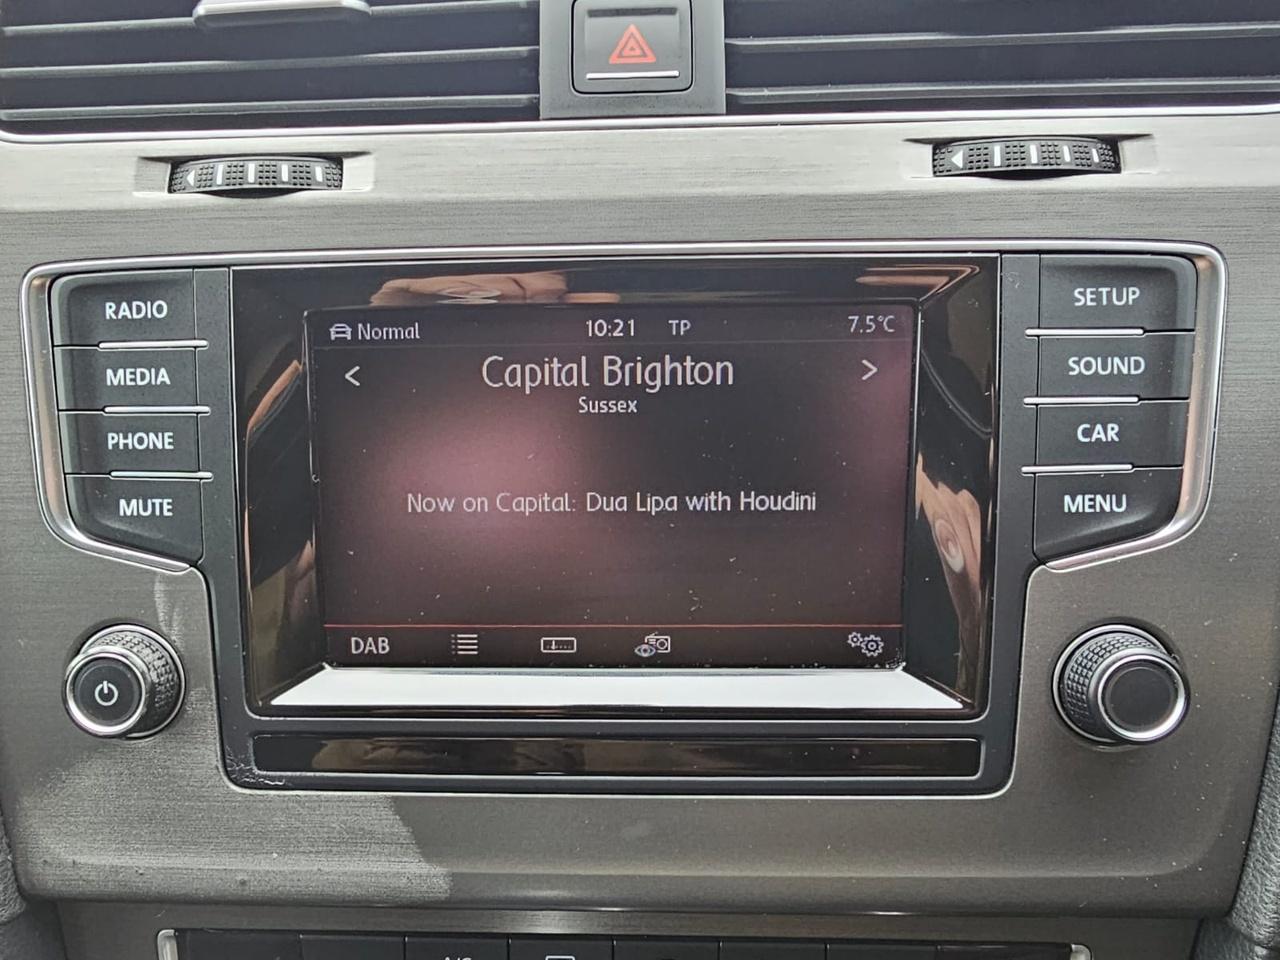 RADIO
MEDIA
PHONE
MUTE
Normal 10:21 TP 7.5°C
< Capital Brighton >
Sussex
Now on Capital: Dua Lipa with Houdini
DAB
SETUP
SOUND
CAR
MENU